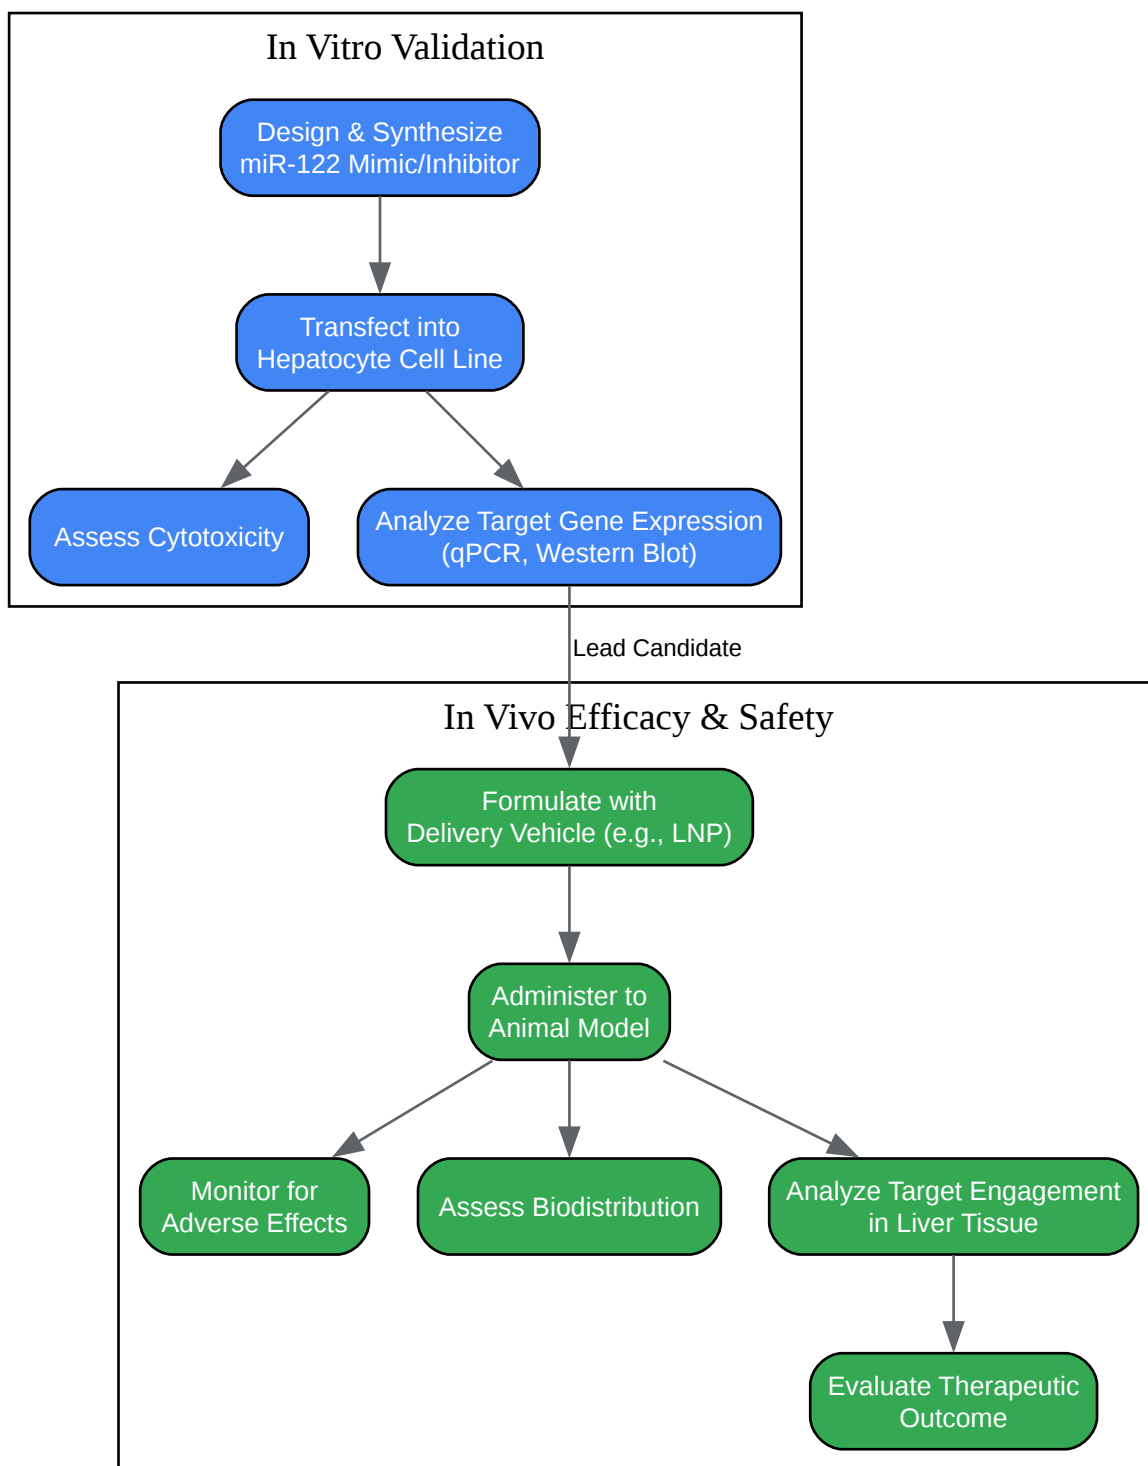 In Vitro Validation
Design & Synthesize
miR-122 Mimic/Inhibitor
Transfect into
Hepatocyte Cell Line
Assess Cytotoxicity
Analyze Target Gene Expression
(qPCR, Western Blot)
Lead Candidate
In Vivo Efficacy & Safety
Formulate with
Delivery Vehicle (e.g., LNP)
Administer to
Animal Model
Monitor for
Adverse Effects
Assess Biodistribution
Analyze Target Engagement
in Liver Tissue
Evaluate Therapeutic
Outcome